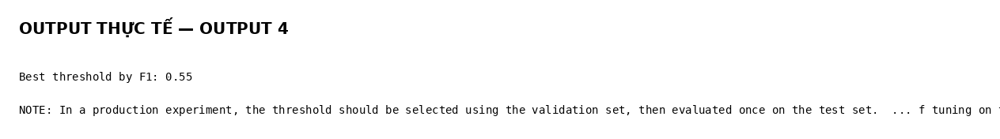 OUTPUT THỰC TẾ — OUTPUT 4
Best threshold by F1: 0.55
NOTE: In a production experiment, the threshold should be selected using the validation set, then evaluated once on the test set.  ... f tuning on